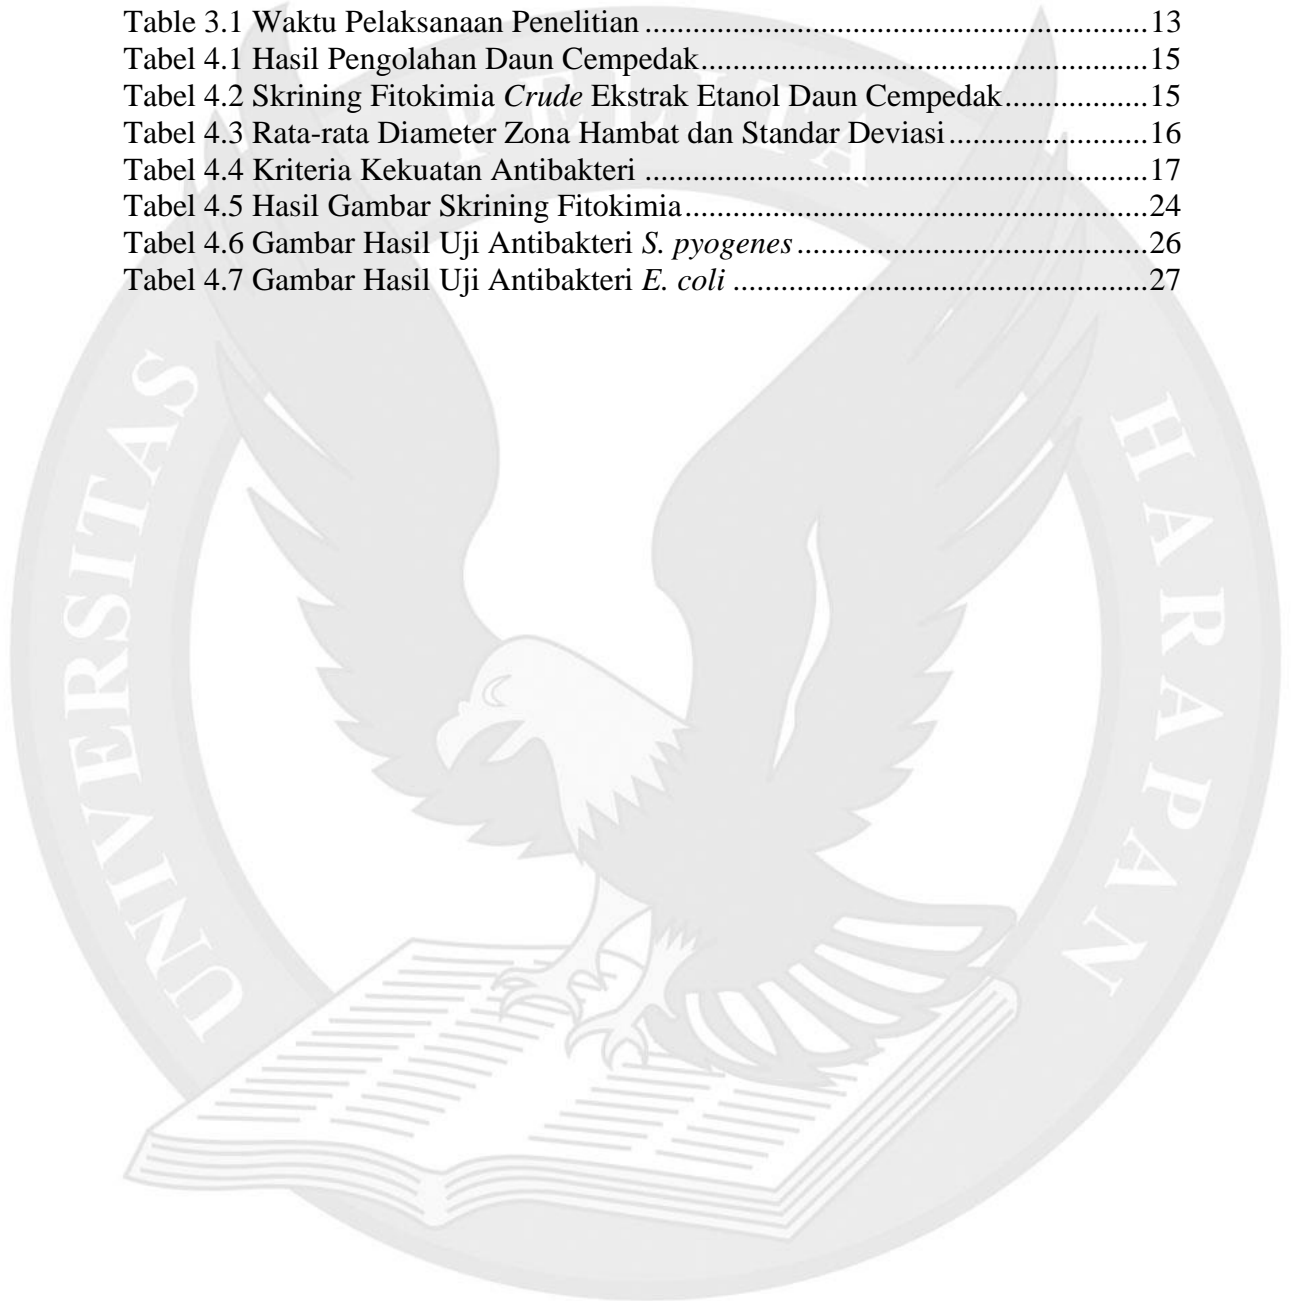 Table 3.1 Waktu Pelaksanaan Penelitian ............................................................... 13
Tabel 4.1 Hasil Pengolahan Daun Cempedak ........................................................ 15
Tabel 4.2 Skrining Fitokimia Crude Ekstrak Etanol Daun Cempedak .................. 15
Tabel 4.3 Rata-rata Diameter Zona Hambat dan Standar Deviasi ......................... 16
Tabel 4.4 Kriteria Kekuatan Antibakteri ............................................................... 17
Tabel 4.5 Hasil Gambar Skrining Fitokimia .......................................................... 24
Tabel 4.6 Gambar Hasil Uji Antibakteri S. pyogenes ............................................ 26
Tabel 4.7 Gambar Hasil Uji Antibakteri E. coli .................................................... 27
UNIVERSITAS
PELITA
HARAPAN